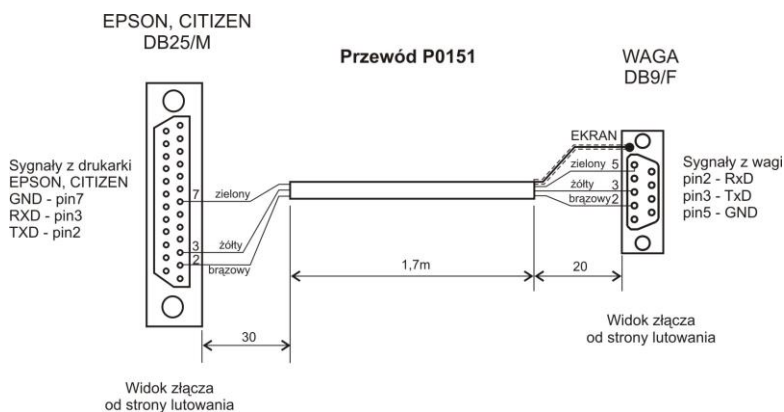 EPSON, CITIZEN
DB25/M
Przewód P0151
WAGA
DB9/F
EKRAN
Sygnały z drukarki
EPSON, CITIZEN
GND - pin7
RXD - pin3
TXD - pin2
7
zielony
3
żółty
2
brązowy
zielony
5
żółty
3
brązowy
2
Sygnały z wagi
pin2 - RxD
pin3 - TxD
pin5 - GND
1,7m
20
30
Widok złącza
od strony lutowania
Widok złącza
od strony lutowania